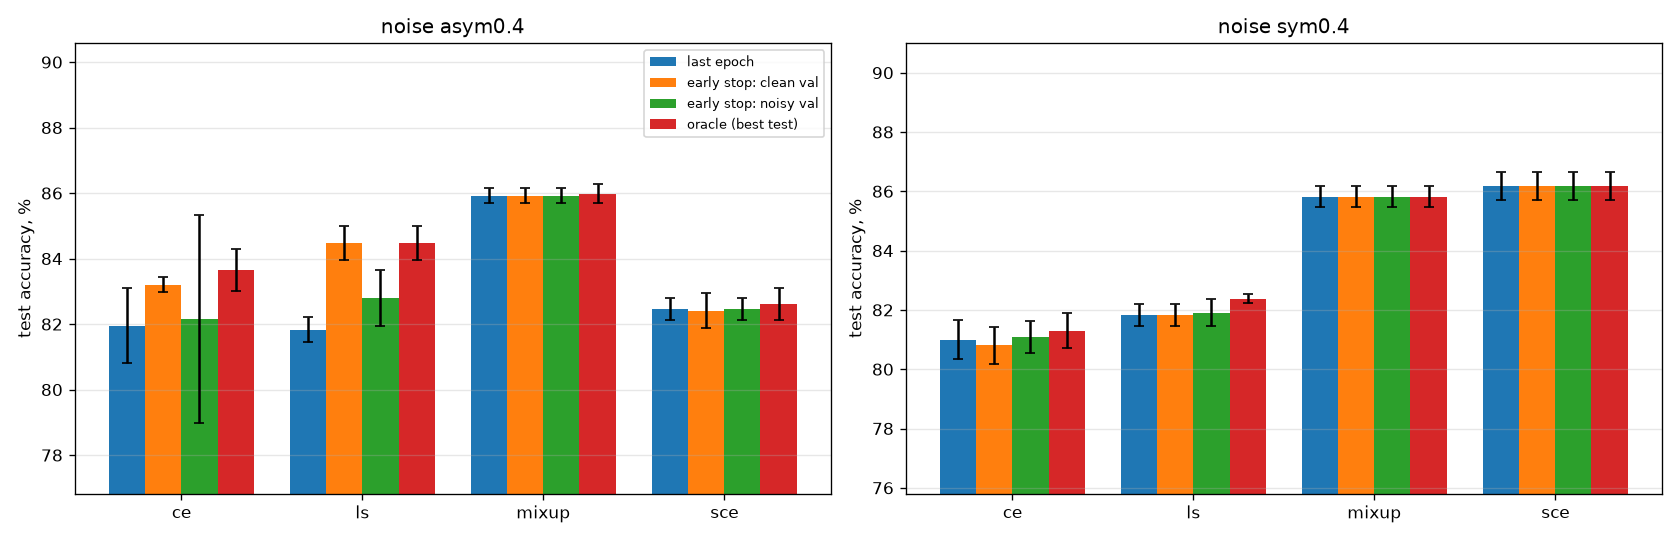 noise asym0.4
test accuracy, %
90
88
86
84
82
80
78
last epoch
early stop: clean val
early stop: noisy val
oracle (best test)
ce
ls
mixup
sce
noise sym0.4
test accuracy, %
90
88
86
84
82
80
78
76
ce
ls
mixup
sce